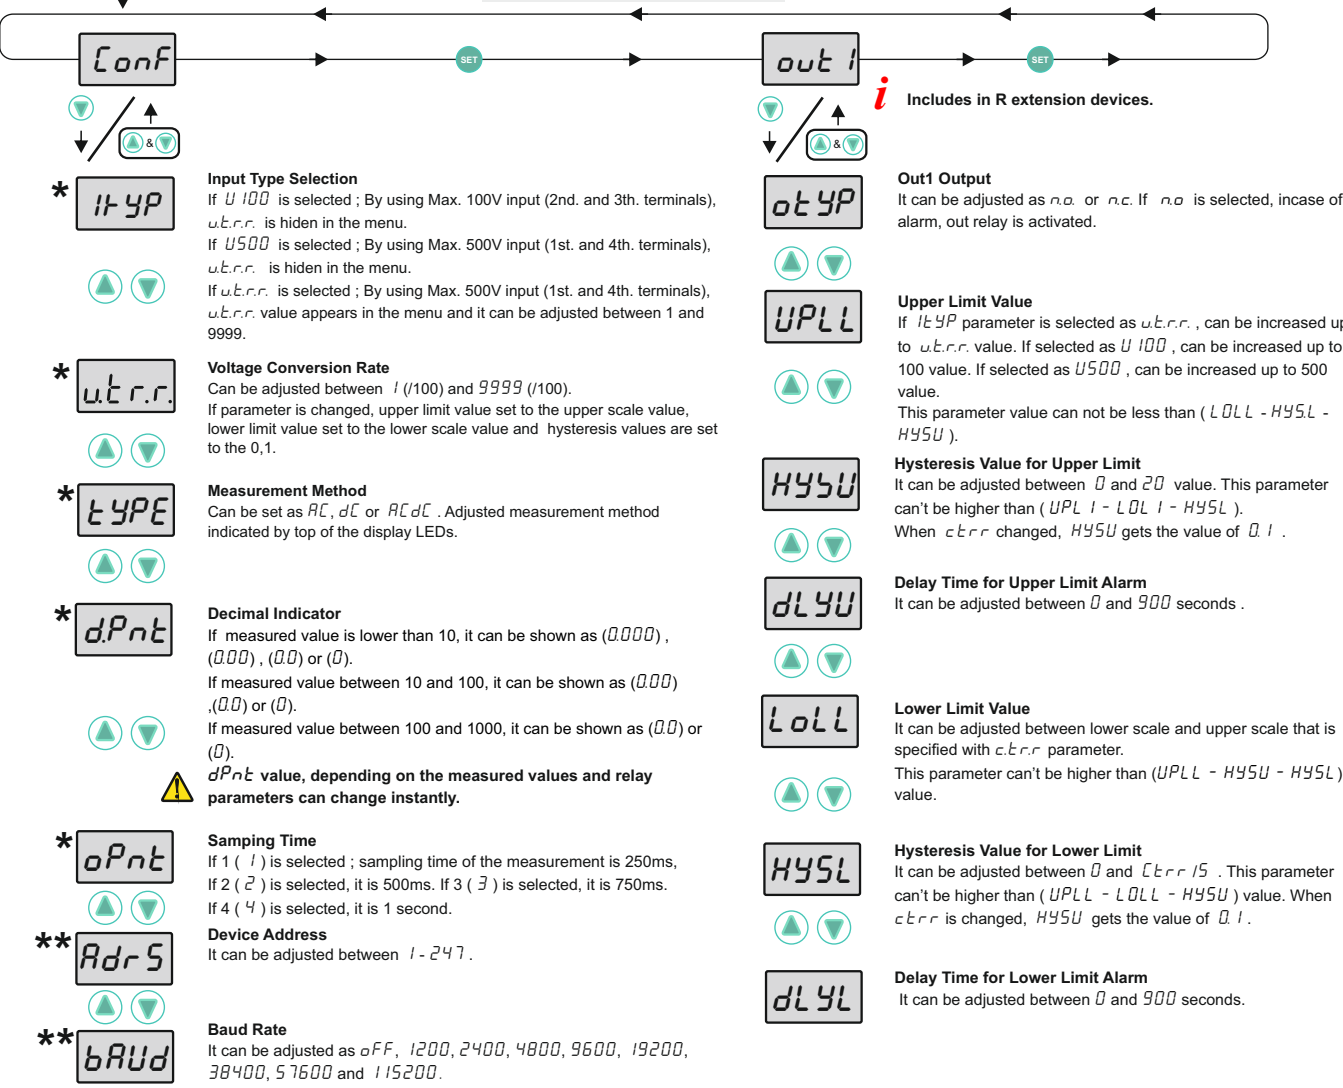 ConF
SET
out1
SET
i Includes in R extension devices.
&
&
* ItYP
Input Type Selection
If U100 is selected ; By using Max. 100V input (2nd. and 3th. terminals),
u.t.r.r. is hiden in the menu.
If U500 is selected ; By using Max. 500V input (1st. and 4th. terminals),
u.t.r.r. is hiden in the menu.
If u.t.r.r. is selected ; By using Max. 500V input (1st. and 4th. terminals),
u.t.r.r. value appears in the menu and it can be adjusted between 1 and
9999.
* u.t.r.r.
Voltage Conversion Rate
Can be adjusted between 1 (/100) and 9999 (/100).
If parameter is changed, upper limit value set to the upper scale value,
lower limit value set to the lower scale value and hysteresis values are set
to the 0,1.
* tYPE
Measurement Method
Can be set as AC, dC or ACdC . Adjusted measurement method
indicated by top of the display LEDs.
* d.Pnt
Decimal Indicator
If measured value is lower than 10, it can be shown as (0.000) ,
(0.00) , (0.0) or (0).
If measured value between 10 and 100, it can be shown as (0.00)
,(0.0) or (0).
If measured value between 100 and 1000, it can be shown as (0.0) or
(0).
dPnt value, depending on the measured values and relay
parameters can change instantly.
* oPnt
Samping Time
If 1 ( 1 ) is selected ; sampling time of the measurement is 250ms,
If 2 ( 2 ) is selected, it is 500ms. If 3 ( 3 ) is selected, it is 750ms.
If 4 ( 4 ) is selected, it is 1 second.
** AdrS
Device Address
It can be adjusted between 1 - 247 .
** bAUd
Baud Rate
It can be adjusted as oFF, 1200, 2400, 4800, 9600, 19200,
38400, 57600 and 115200.
otYP
Out1 Output
It can be adjusted as n.o. or n.c. If n.o is selected, incase of
alarm, out relay is activated.
UPLL
Upper Limit Value
If ItYP parameter is selected as u.t.r.r. , can be increased up
to u.t.r.r. value. If selected as U100 , can be increased up to
100 value. If selected as U500 , can be increased up to 500
value.
This parameter value can not be less than ( LOLL - HYS.L -
HYSU ).
HYSU
Hysteresis Value for Upper Limit
It can be adjusted between 0 and 20 value. This parameter
can't be higher than ( UPL 1 - LOL 1 - HYSL ).
When ctrr changed, HYSU gets the value of 0.1 .
dLYU
Delay Time for Upper Limit Alarm
It can be adjusted between 0 and 900 seconds .
LoLL
Lower Limit Value
It can be adjusted between lower scale and upper scale that is
specified with c.t.r.r parameter.
This parameter can't be higher than (UPLL - HYSU - HYSL)
value.
HYSL
Hysteresis Value for Lower Limit
It can be adjusted between 0 and Ctrr/5 . This parameter
can't be higher than ( UPLL - LOLL - HYSU ) value. When
ctrr is changed, HYSU gets the value of 0.1 .
dLYL
Delay Time for Lower Limit Alarm
It can be adjusted between 0 and 900 seconds.